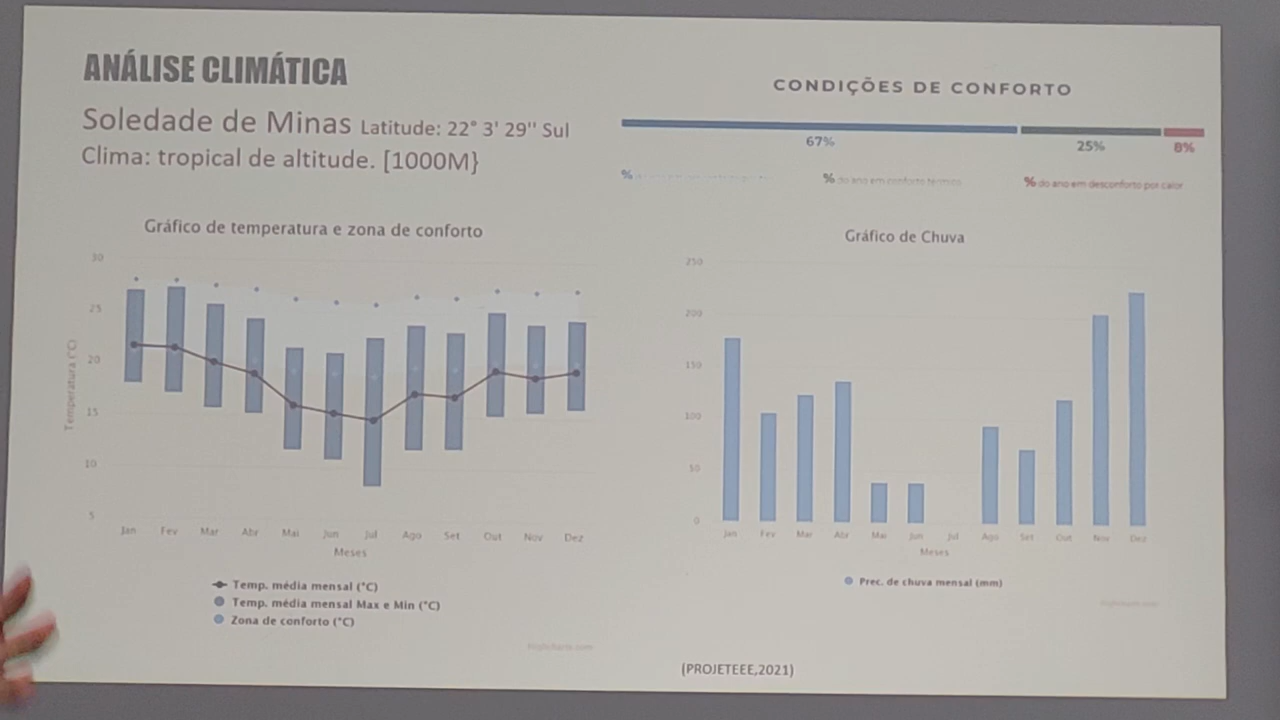 ANÁLISE CLIMÁTICA
Soledade de Minas Latitude: 22° 3' 29'' Sul
Clima: tropical de altitude. [1000M}
CONDIÇÕES DE CONFORTO
67%
25%
8%
%
% do ano em conforto térmico
% do ano em desconforto por calor
Gráfico de temperatura e zona de conforto
30
25
20
15
10
5
Temperatura (°C)
Jan Fev Mar Abr Mai Jun Jul Ago Set Out Nov Dez
Meses
Temp. média mensal (°C)
Temp. média mensal Max e Min (°C)
Zona de conforto (°C)
highcharts.com
Gráfico de Chuva
250
200
150
100
50
0
Jan Fev Mar Abr Mai Jun Jul Ago Set Out Nov Dez
Meses
Prec. de chuva mensal (mm)
highcharts.com
(PROJETEEE,2021)